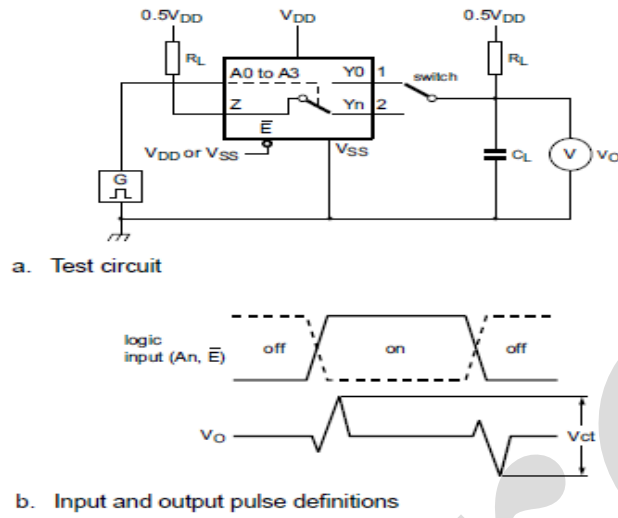 0.5VDD VDD 0.5VDD
RL RL
A0 to A3 Y0 1 switch
Z Yn 2
E̅
VDD or VSS VSS
CL V VO
G
a. Test circuit
logic
input (An, E̅) off on off
VO Vct
b. Input and output pulse definitions